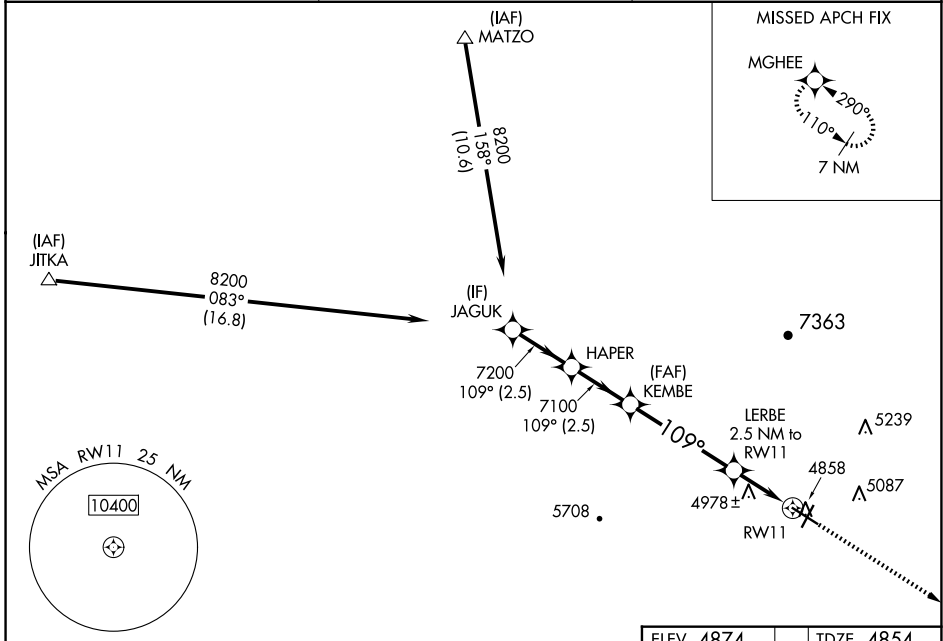 (IAF)
MATZO
8200
158°
(10.6)
MISSED APCH FIX
MGHEE
290°
110°
7 NM
(IAF)
JITKA
8200
083°
(16.8)
(IF)
JAGUK
7200
109° (2.5)
HAPER
7100
109° (2.5)
(FAF)
KEMBE
109°
7363
LERBE
2.5 NM to
RW11
5239
4858
5087
4978±
RW11
5708
MSA RW11 25 NM
10400
ELEV 4874
TDZE 4854